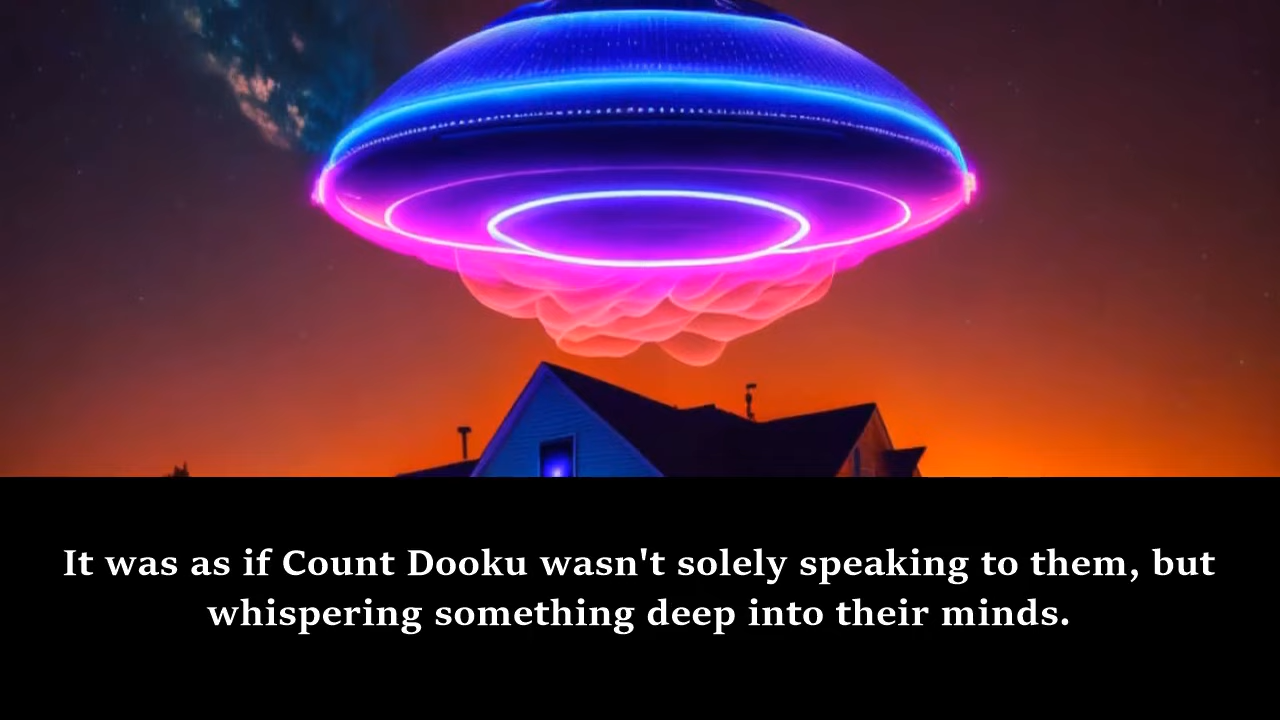 It was as if Count Dooku wasn't solely speaking to them, but
whispering something deep into their minds.